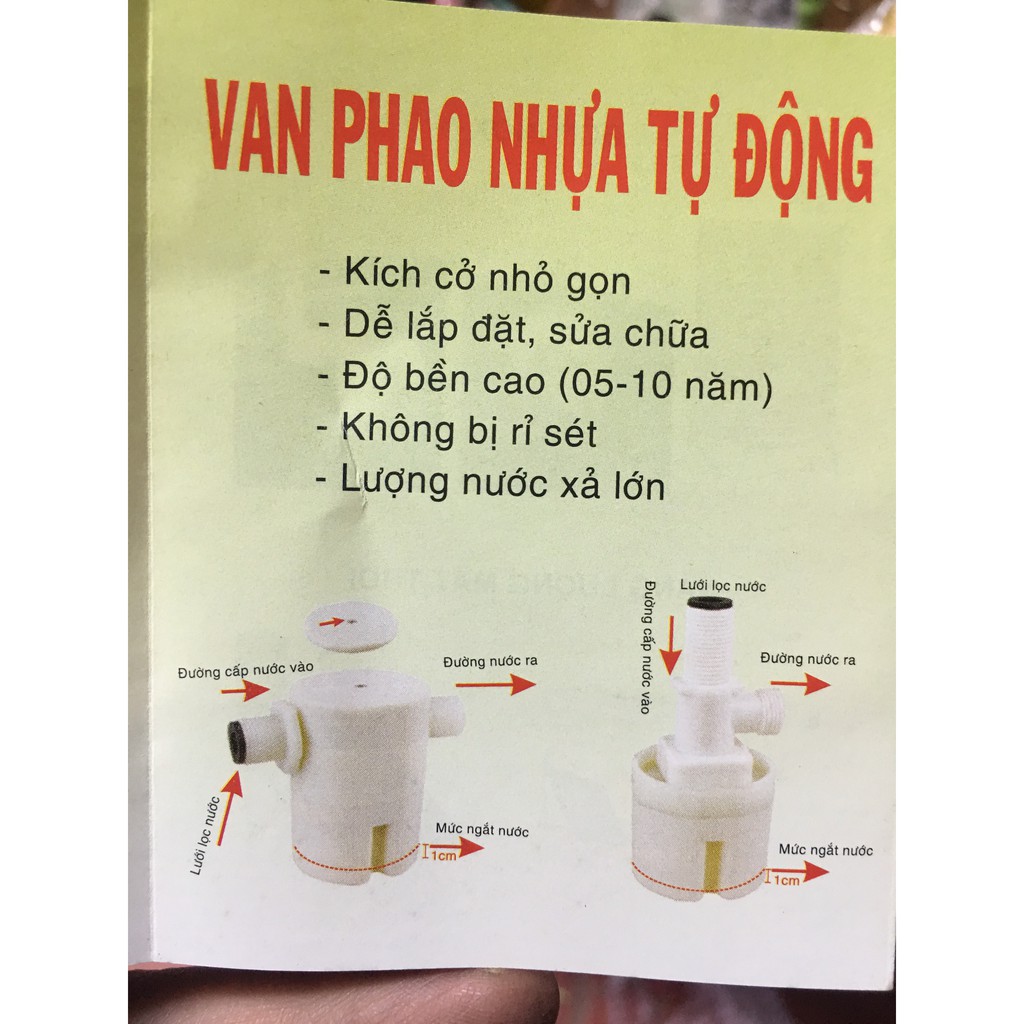 VAN PHAO NHỰA TỰ ĐỘNG
- Kích cở nhỏ gọn
- Dễ lắp đặt, sửa chữa
- Độ bền cao (05-10 năm)
- Không bị rỉ sét
- Lượng nước xả lớn
Đường cấp nước vào
Đường nước ra
Lưới lọc nước
Mức ngắt nước
1cm
Lưới lọc nước
Đường cấp nước vào
Đường nước ra
Mức ngắt nước
1cm